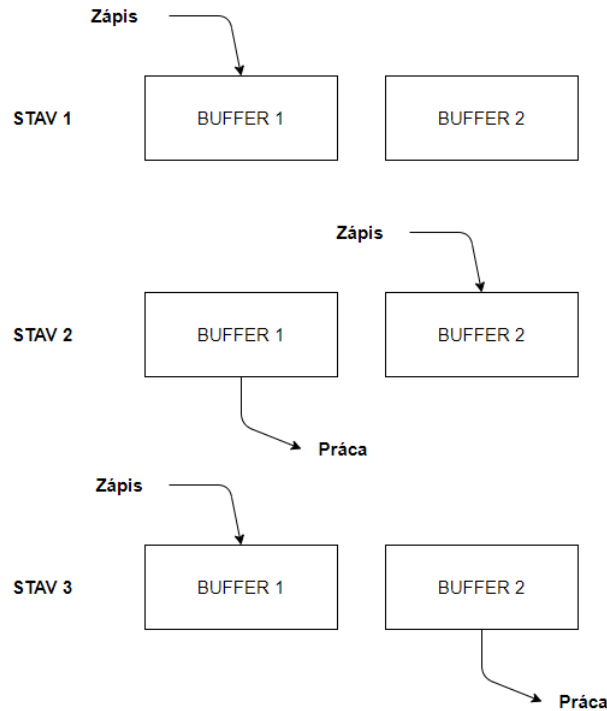 Zápis
STAV 1
BUFFER 1
BUFFER 2
Zápis
STAV 2
BUFFER 1
BUFFER 2
Práca
Zápis
STAV 3
BUFFER 1
BUFFER 2
Práca